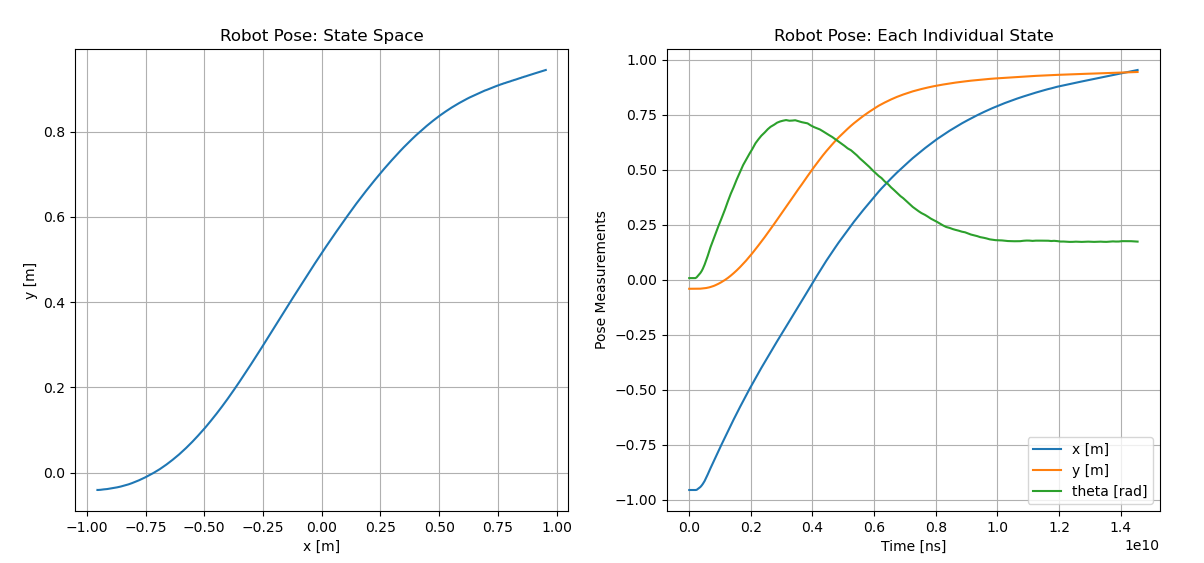 Robot Pose: State Space
y [m]
0.8
0.6
0.4
0.2
0.0
−1.00 −0.75 −0.50 −0.25 0.00 0.25 0.50 0.75 1.00
x [m]
Robot Pose: Each Individual State
Pose Measurements
1.00
0.75
0.50
0.25
0.00
−0.25
−0.50
−0.75
−1.00
x [m]
y [m]
theta [rad]
0.0 0.2 0.4 0.6 0.8 1.0 1.2 1.4
1e10
Time [ns]